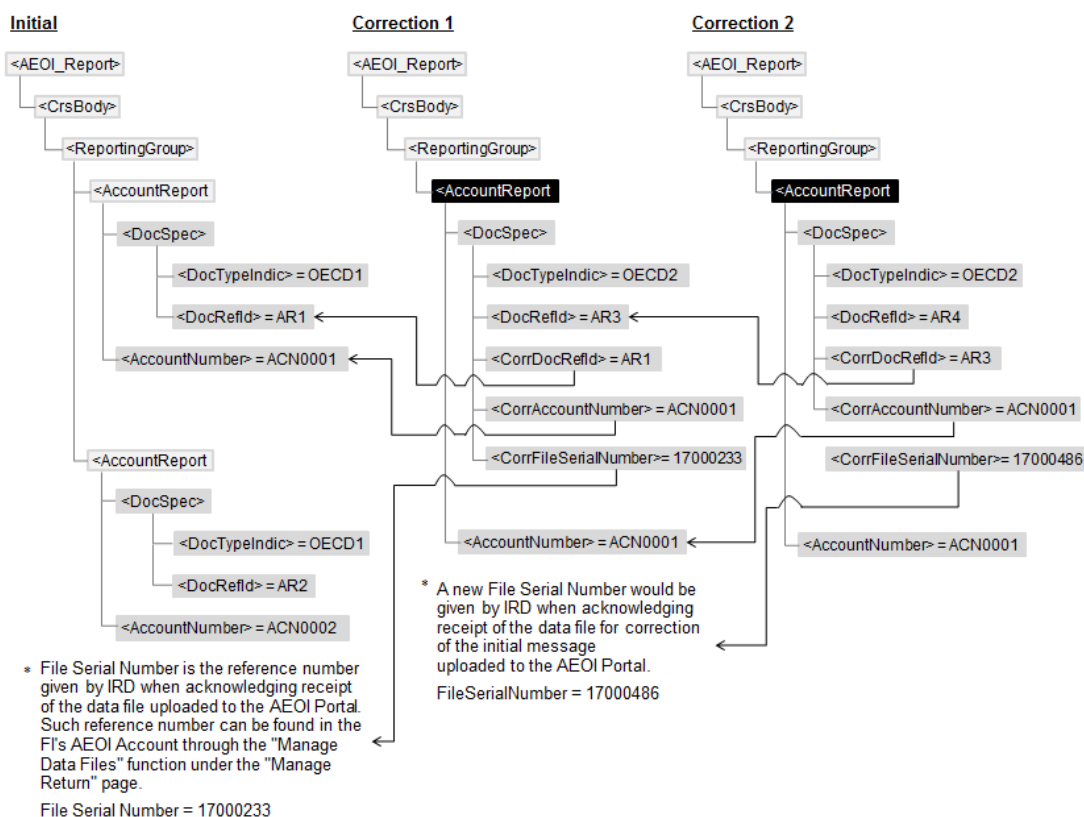 Initial
<AEOI_Report>
<CrsBody>
<ReportingGroup>
<AccountReport
<DocSpec>
<DocTypeIndic> = OECD1
<DocRefId> = AR1
<AccountNumber> = ACN0001
<AccountReport
<DocSpec>
<DocTypeIndic> = OECD1
<DocRefId> = AR2
<AccountNumber> = ACN0002
* File Serial Number is the reference number
given by IRD when acknowledging receipt
of the data file uploaded to the AEOI Portal.
Such reference number can be found in the
FI's AEOI Account through the "Manage
Data Files" function under the "Manage
Return" page.
File Serial Number = 17000233
Correction 1
<AEOI_Report>
<CrsBody>
<ReportingGroup>
<AccountReport
<DocSpec>
<DocTypeIndic> = OECD2
<DocRefId> = AR3
<CorrDocRefId> = AR1
<CorrAccountNumber> = ACN0001
<CorrFileSerialNumber>= 17000233
<AccountNumber> = ACN0001
* A new File Serial Number would be
given by IRD when acknowledging
receipt of the data file for correction
of the initial message
uploaded to the AEOI Portal.
FileSerialNumber = 17000486
Correction 2
<AEOI_Report>
<CrsBody>
<ReportingGroup>
<AccountReport
<DocSpec>
<DocTypeIndic> = OECD2
<DocRefId> = AR4
<CorrDocRefId> = AR3
<CorrAccountNumber> = ACN0001
<CorrFileSerialNumber>= 17000486
<AccountNumber> = ACN0001